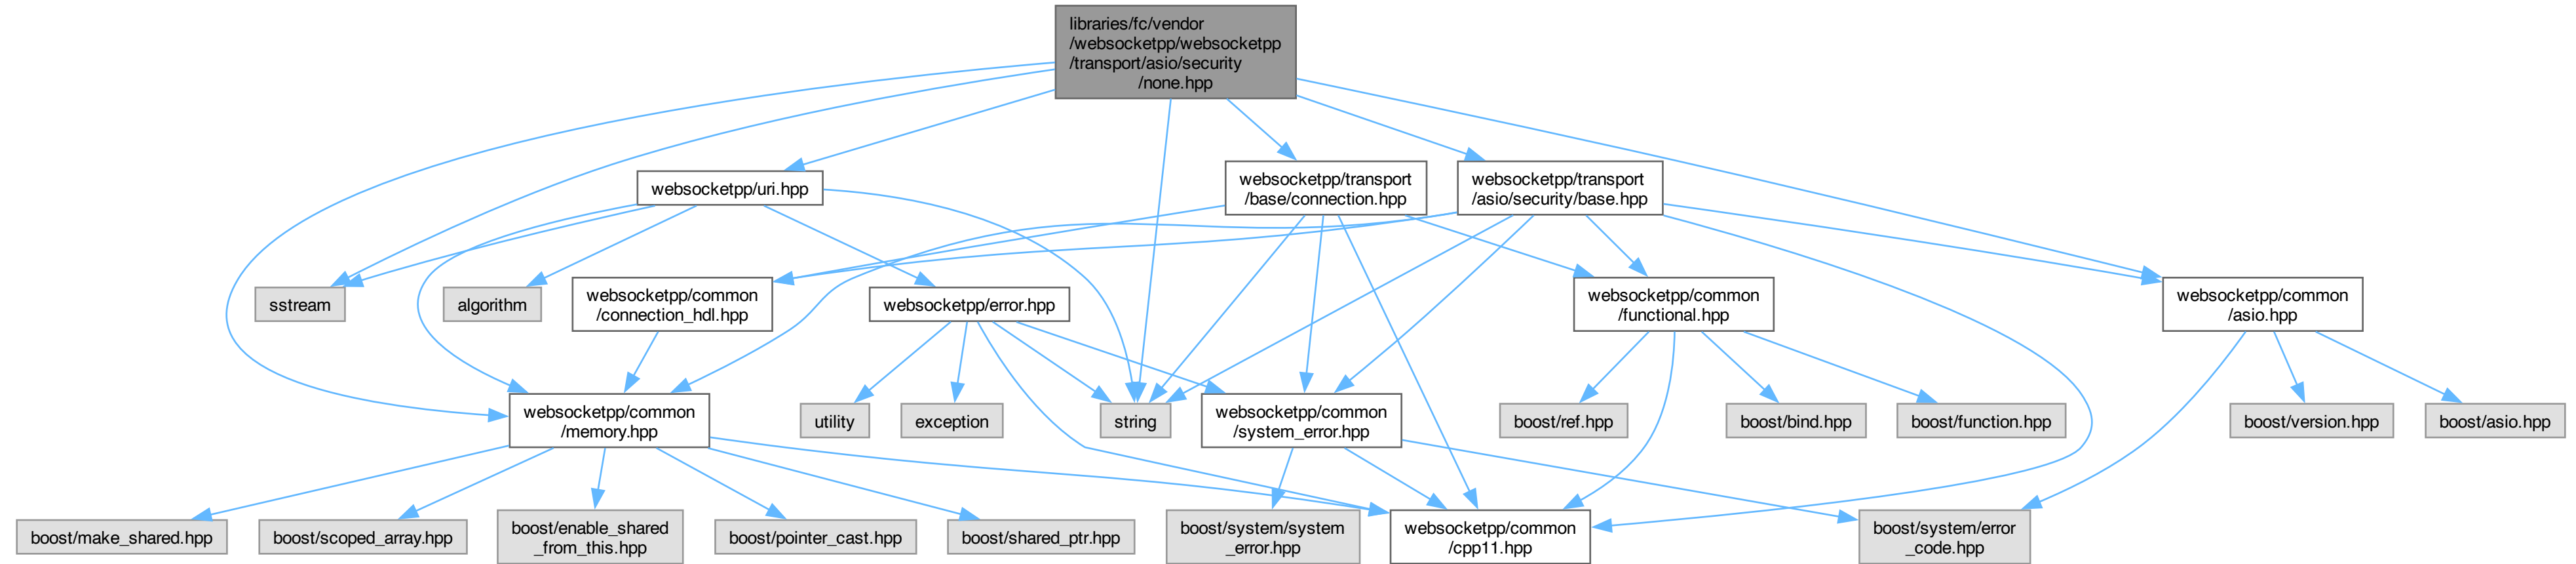 libraries/fc/vendor
/websocketpp/websocketpp
/transport/asio/security
/none.hpp
websocketpp/uri.hpp
websocketpp/transport
/base/connection.hpp
websocketpp/transport
/asio/security/base.hpp
sstream
algorithm
websocketpp/common
/connection_hdl.hpp
websocketpp/error.hpp
websocketpp/common
/functional.hpp
websocketpp/common
/asio.hpp
websocketpp/common
/memory.hpp
utility
exception
string
websocketpp/common
/system_error.hpp
boost/ref.hpp
boost/bind.hpp
boost/function.hpp
boost/version.hpp
boost/asio.hpp
boost/make_shared.hpp
boost/scoped_array.hpp
boost/enable_shared
_from_this.hpp
boost/pointer_cast.hpp
boost/shared_ptr.hpp
boost/system/system
_error.hpp
websocketpp/common
/cpp11.hpp
boost/system/error
_code.hpp